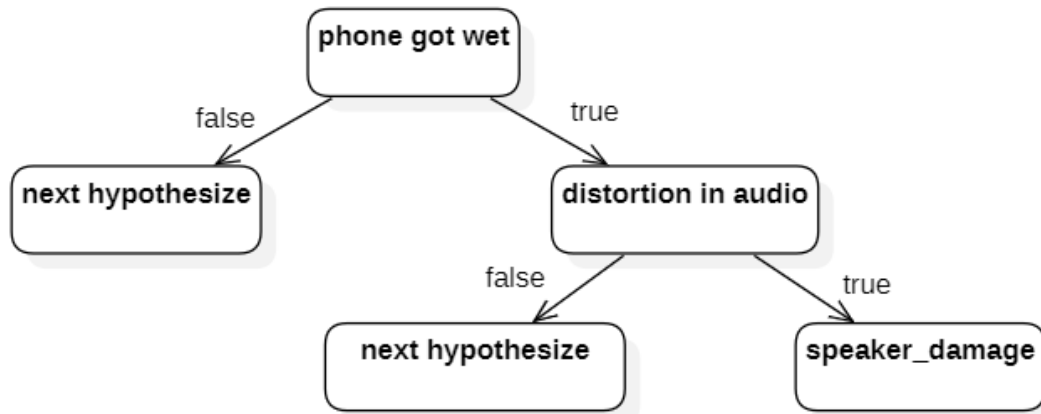 phone got wet
false
true
next hypothesize
distortion in audio
false
true
next hypothesize
speaker_damage